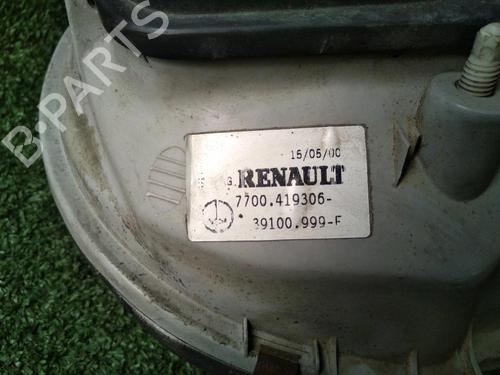 B-PARTS
15/05/00
G. RENAULT
7700.419306-
39100.999-F